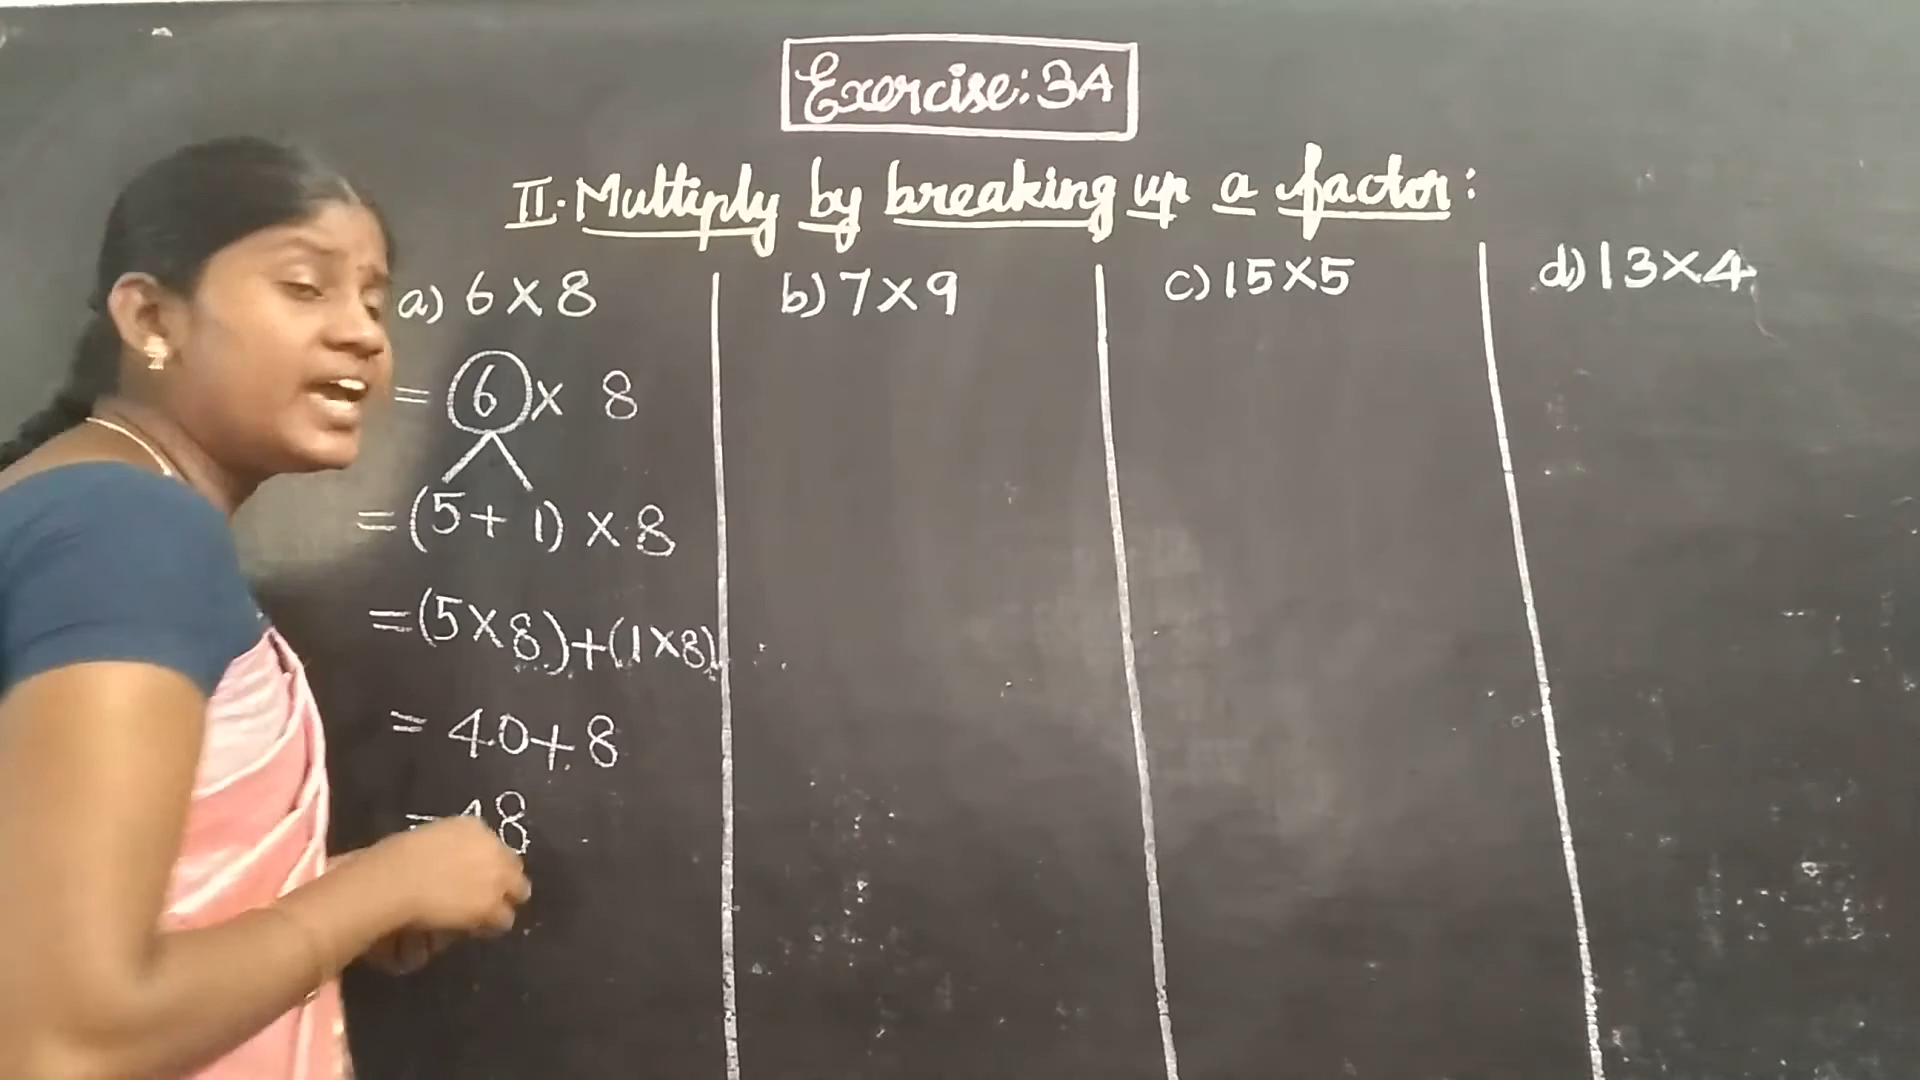 Exercise: 3A
II. Multiply by breaking up a factor:
a) 6 × 8
= 6 × 8
= (5 + 1) × 8
= (5 × 8) + (1 × 8)
= 40 + 8
= 48
b) 7 × 9
c) 15 × 5
d) 13 × 4